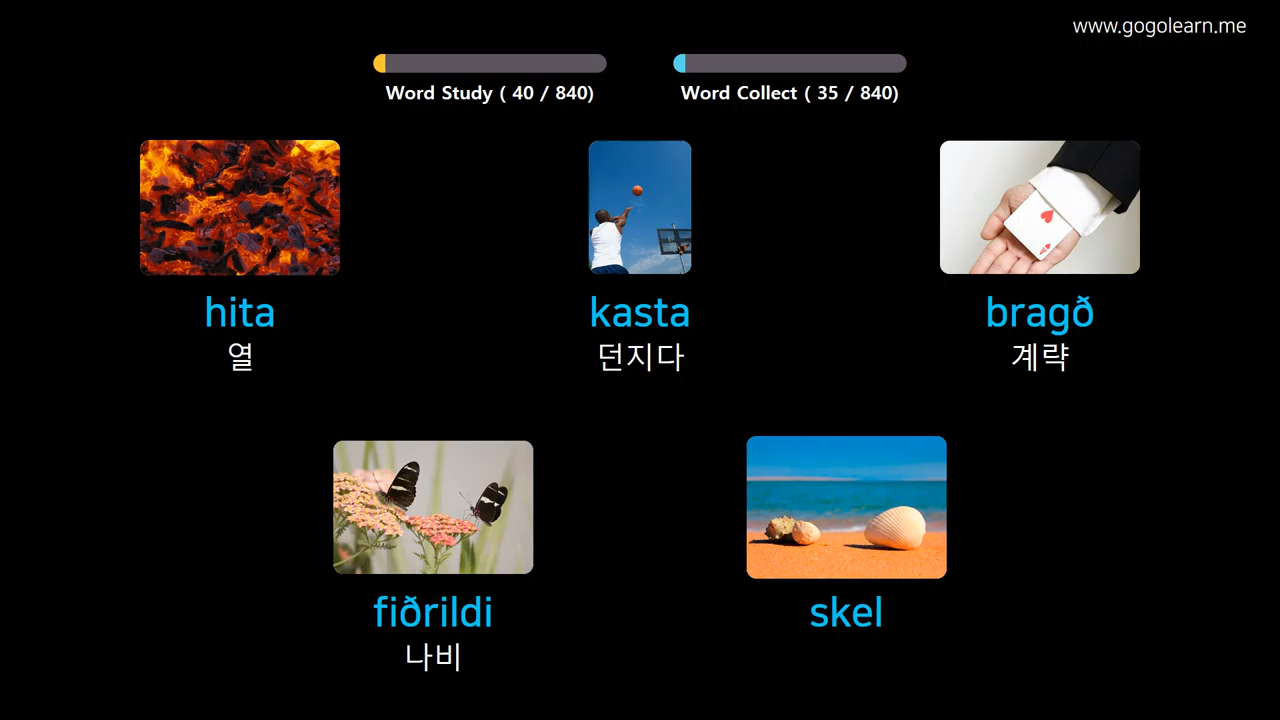 www.gogolearn.me
Word Study ( 40 / 840)
Word Collect ( 35 / 840)
hita
열
kasta
던지다
bragð
계략
fiðrildi
나비
skel